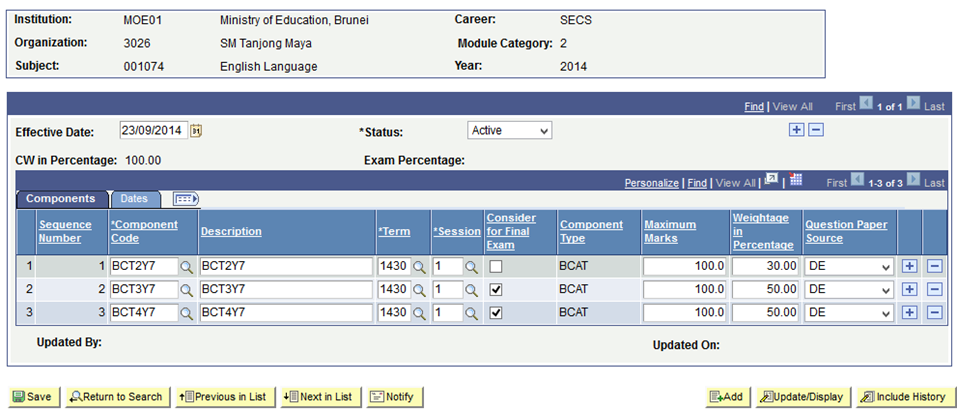 Institution: MOE01 Ministry of Education, Brunei Career: SECS
Organization: 3026 SM Tanjong Maya Module Category: 2
Subject: 001074 English Language Year: 2014
Find | View All First 1 of 1 Last
Effective Date: 23/09/2014 31 *Status: Active
CW in Percentage: 100.00 Exam Percentage:
Personalize | Find | View All | | First 1-3 of 3 Last
Components Dates
Sequence Number *Component Code Description *Term *Session Consider for Final Exam Component Type Maximum Marks Weightage in Percentage Question Paper Source
1 1 BCT2Y7 BCT2Y7 1430 1 BCAT 100.0 30.00 DE
2 2 BCT3Y7 BCT3Y7 1430 1 BCAT 100.0 50.00 DE
3 3 BCT4Y7 BCT4Y7 1430 1 BCAT 100.0 50.00 DE
Updated By: Updated On:
Save Return to Search Previous in List Next in List Notify Add Update/Display Include History